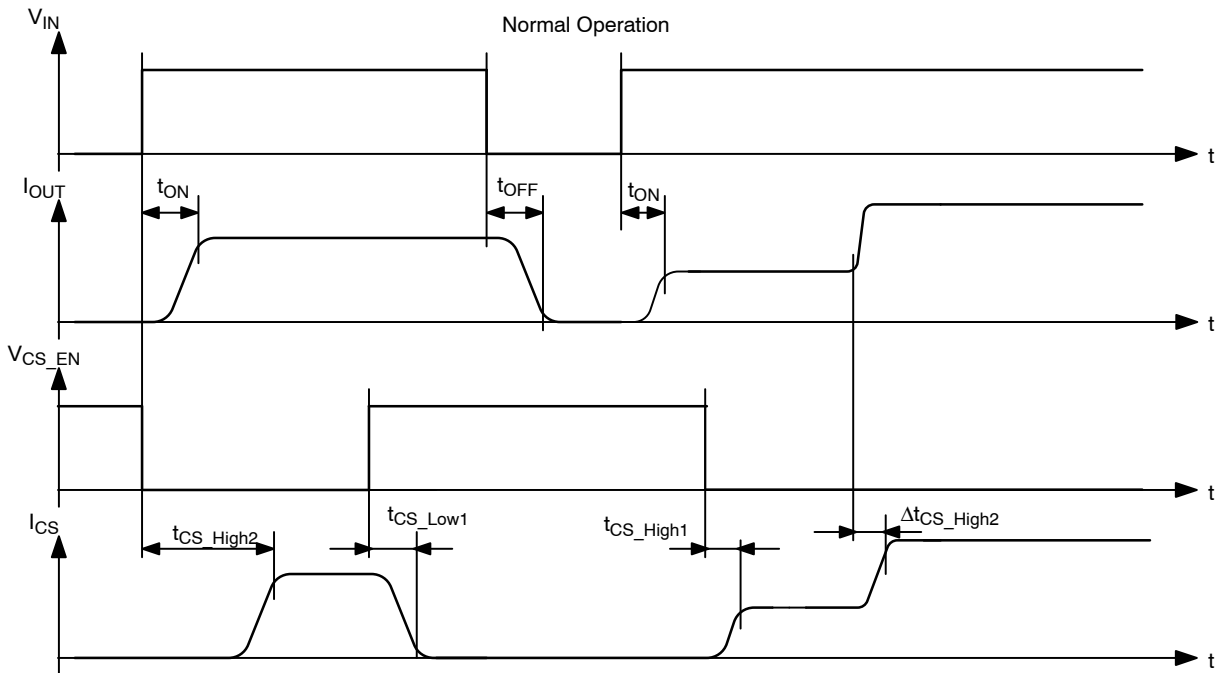 V_IN
Normal Operation
t
I_OUT
t_ON
t_OFF
t_ON
t
V_CS_EN
t
I_CS
t_CS_High2
t_CS_Low1
t_CS_High1
Δt_CS_High2
t